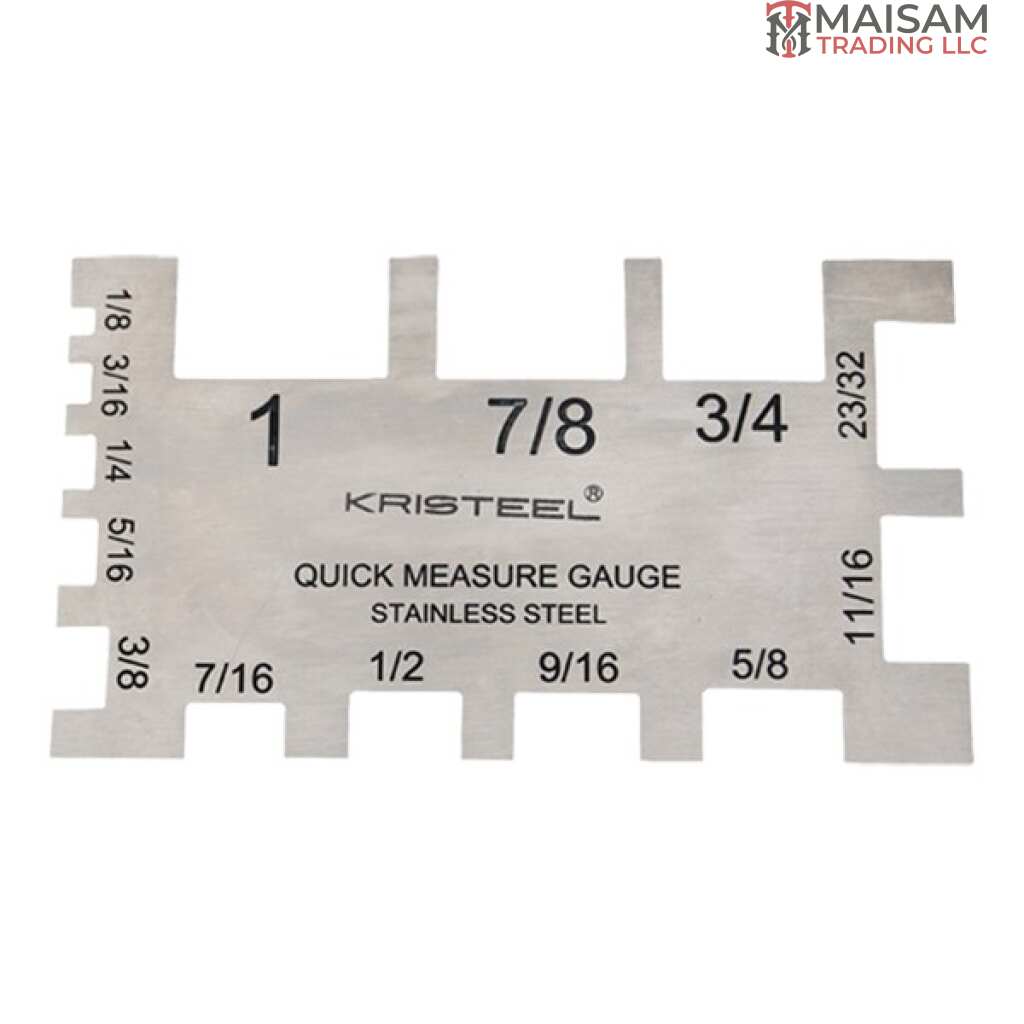 MAISAM
TRADING LLC
1/8
3/16
1/4
5/16
3/8
1
7/8
3/4
23/32
11/16
KRISTEEL®
QUICK MEASURE GAUGE
STAINLESS STEEL
7/16
1/2
9/16
5/8